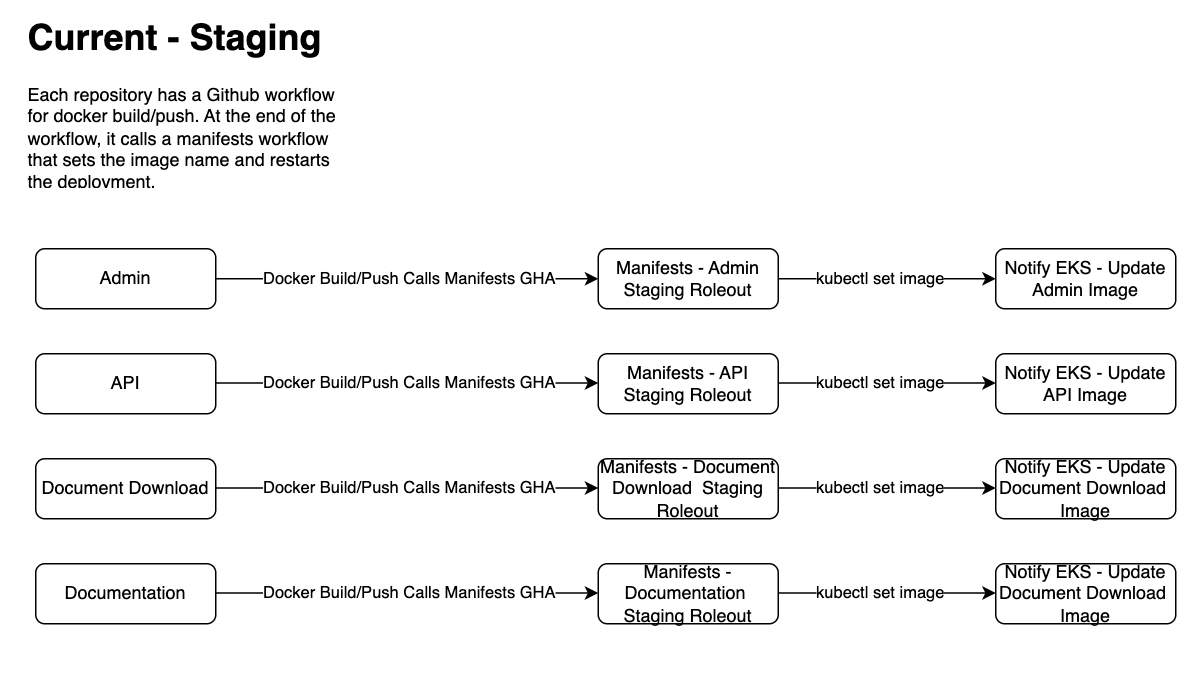 Current - Staging
Each repository has a Github workflow
for docker build/push. At the end of the
workflow, it calls a manifests workflow
that sets the image name and restarts
the deployment.
Admin
Docker Build/Push Calls Manifests GHA
Manifests - Admin
Staging Roleout
kubectl set image
Notify EKS - Update
Admin Image
API
Docker Build/Push Calls Manifests GHA
Manifests - API
Staging Roleout
kubectl set image
Notify EKS - Update
API Image
Document Download
Docker Build/Push Calls Manifests GHA
Manifests - Document
Download Staging
Roleout
kubectl set image
Notify EKS - Update
Document Download
Image
Documentation
Docker Build/Push Calls Manifests GHA
Manifests -
Documentation
Staging Roleout
kubectl set image
Notify EKS - Update
Document Download
Image